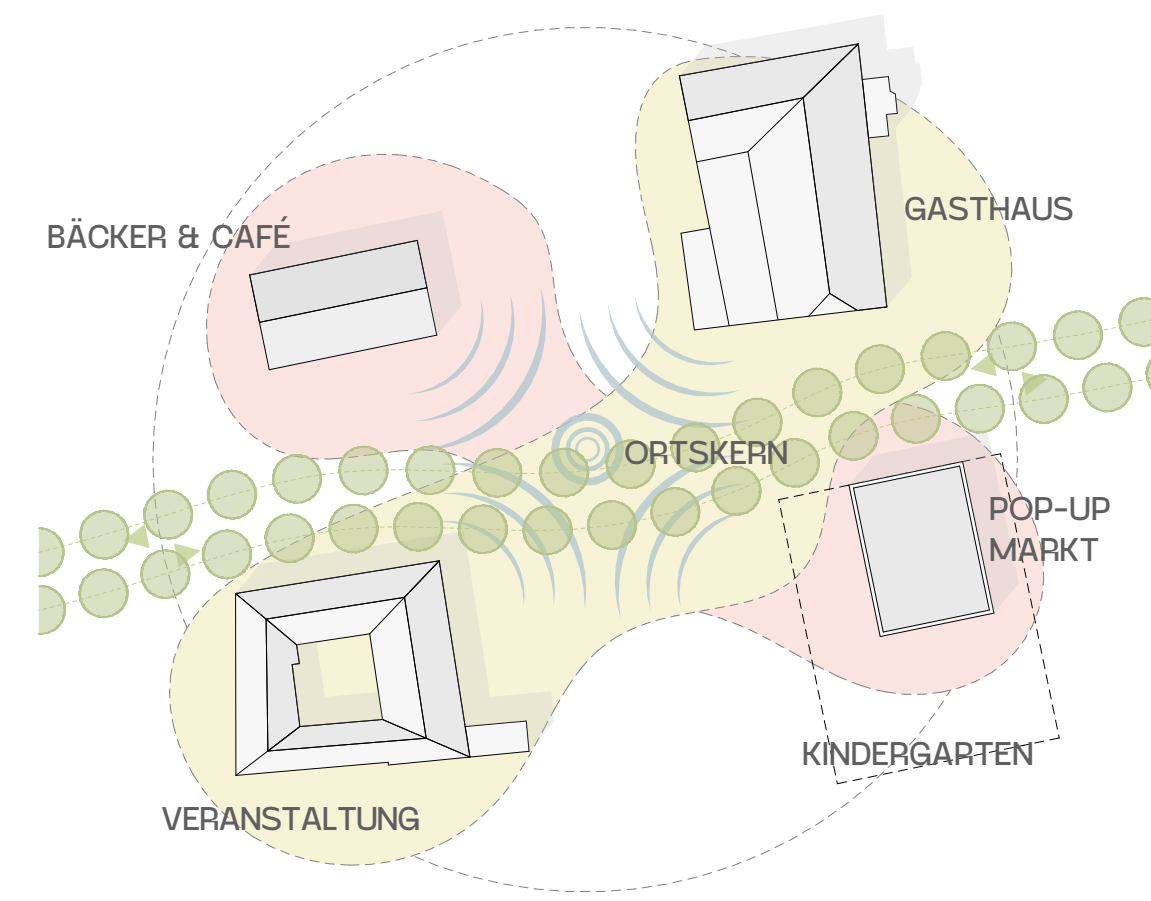 GASTHAUS
BÄCKER & CAFÉ
ORTSKERN
POP-UP
MARKT
KINDERGARTEN
VERANSTALTUNG